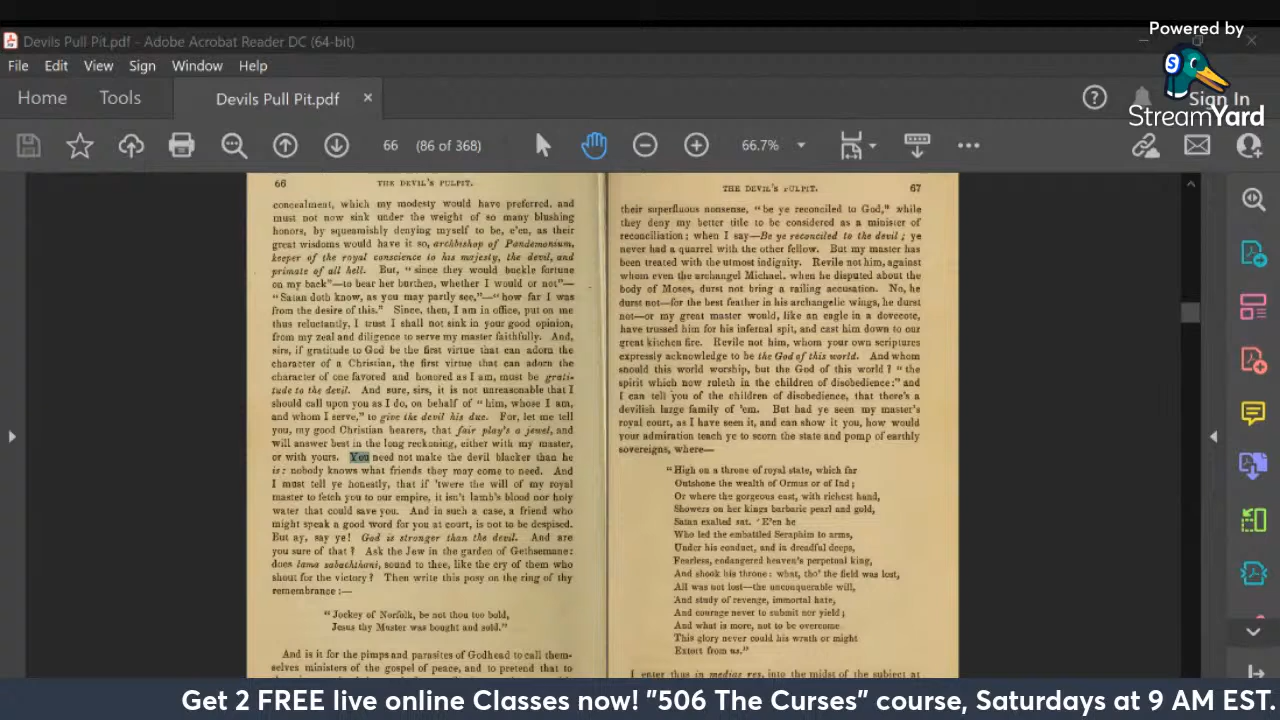 Devils Pull Pit.pdf - Adobe Acrobat Reader DC (64-bit)
Powered by
StreamYard
File Edit View Sign Window Help
Home Tools Devils Pull Pit.pdf × Sign In
66 (86 of 368) 66.7%
66 THE DEVIL'S PULPIT.
concealment, which my modesty would have preferred, and
must not now sink under the weight of so many blushing
honors, by squeamishly denying myself to be, e'en, as their
great wisdoms would have it so, archbishop of Pandemonium,
keeper of the royal conscience to his majesty, the devil, and
primate of all hell. But, "since they would buckle fortune
on my back"—to bear her burthen, whether I would or not"—
"Satan doth know, as you may partly see,"—"how far I was
from the desire of this." Since, then, I am in office, put on me
thus reluctantly, I trust I shall not sink in your good opinion,
from my zeal and diligence to serve my master faithfully. And,
sirs, if gratitude to God be the first virtue that can adorn the
character of a Christian, the first virtue that can adorn the
character of one favored and honored as I am, must be grati-
tude to the devil. And sure, sirs, it is not unreasonable that I
should call upon you as I do, on behalf of "him, whose I am,
and whom I serve," to give the devil his due. For, let me tell
you, my good Christian hearers, that fair play's a jewel, and
will answer best in the long reckoning, either with my master,
or with yours. You need not make the devil blacker than he
is: nobody knows what friends they may come to need. And
I must tell ye honestly, that if 'twere the will of my royal
master to fetch you to our empire, it isn't lamb's blood nor holy
water that could save you. And in such a case, a friend who
might speak a good word for you at court, is not to be despised.
But ay, say ye! God is stronger than the devil. And are
you sure of that? Ask the Jew in the garden of Gethsemane:
does lama sabachthani, sound to thee, like the cry of them who
shout for the victory? Then write this posy on the ring of thy
remembrance:—
"Jockey of Norfolk, be not thou too bold,
Jesus thy Master was bought and sold."
And is it for the pimps and parasites of Godhead to call them-
selves ministers of the gospel of peace, and to pretend that to
THE DEVIL'S PULPIT. 67
their superfluous nonsense, "be ye reconciled to God," while
they deny my better title to be considered as a minister of
reconciliation; when I say—Be ye reconciled to the devil; ye
never had a quarrel with the other fellow. But my master has
been treated with the utmost indignity. Revile not him, against
whom even the archangel Michael, when he disputed about the
body of Moses, durst not bring a railing accusation. No, he
durst not—for the best feather in his archangelic wings, he durst
not—or my great master would, like an eagle in a dovecote,
have trussed him for his infernal spit, and cast him down to our
great kitchen fire. Revile not him, whom your own scriptures
expressly acknowledge to be the God of this world. And whom
should this world worship, but the God of this world? "the
spirit which now ruleth in the children of disobedience:" and
I can tell you of the children of disobedience, that there's a
devilish large family of 'em. But had ye seen my master's
royal court, as I have seen it, and can show it you, how would
your admiration teach ye to scorn the state and pomp of earthly
sovereigns, where—
"High on a throne of royal state, which far
Outshone the wealth of Ormus or of Ind;
Or where the gorgeous east, with richest hand,
Showers on her kings barbaric pearl and gold,
Satan exalted sat. 'E'en he
Who led the embattled Seraphim to arms,
Under his conduct, and in dreadful deeps,
Fearless, endangered heaven's perpetual king,
And shook his throne: what, tho' the field was lost,
All was not lost—the unconquerable will,
And study of revenge, immortal hate,
And courage never to submit nor yield;
And what is more, not to be overcome
This glory never could his wrath or might
Extort from us."
I enter thus in medias res, into the midst of the subject at
Get 2 FREE live online Classes now! "506 The Curses" course, Saturdays at 9 AM EST.